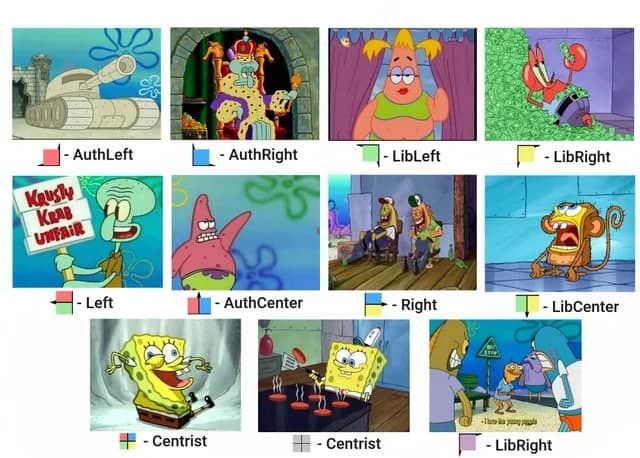 - AuthLeft
- AuthRight
- LibLeft
- LibRight
KRUSTY
KRAB
UNFAIR
- Left
- AuthCenter
- Right
- LibCenter
- Centrist
- Centrist
STOP
- I love the young people
- LibRight